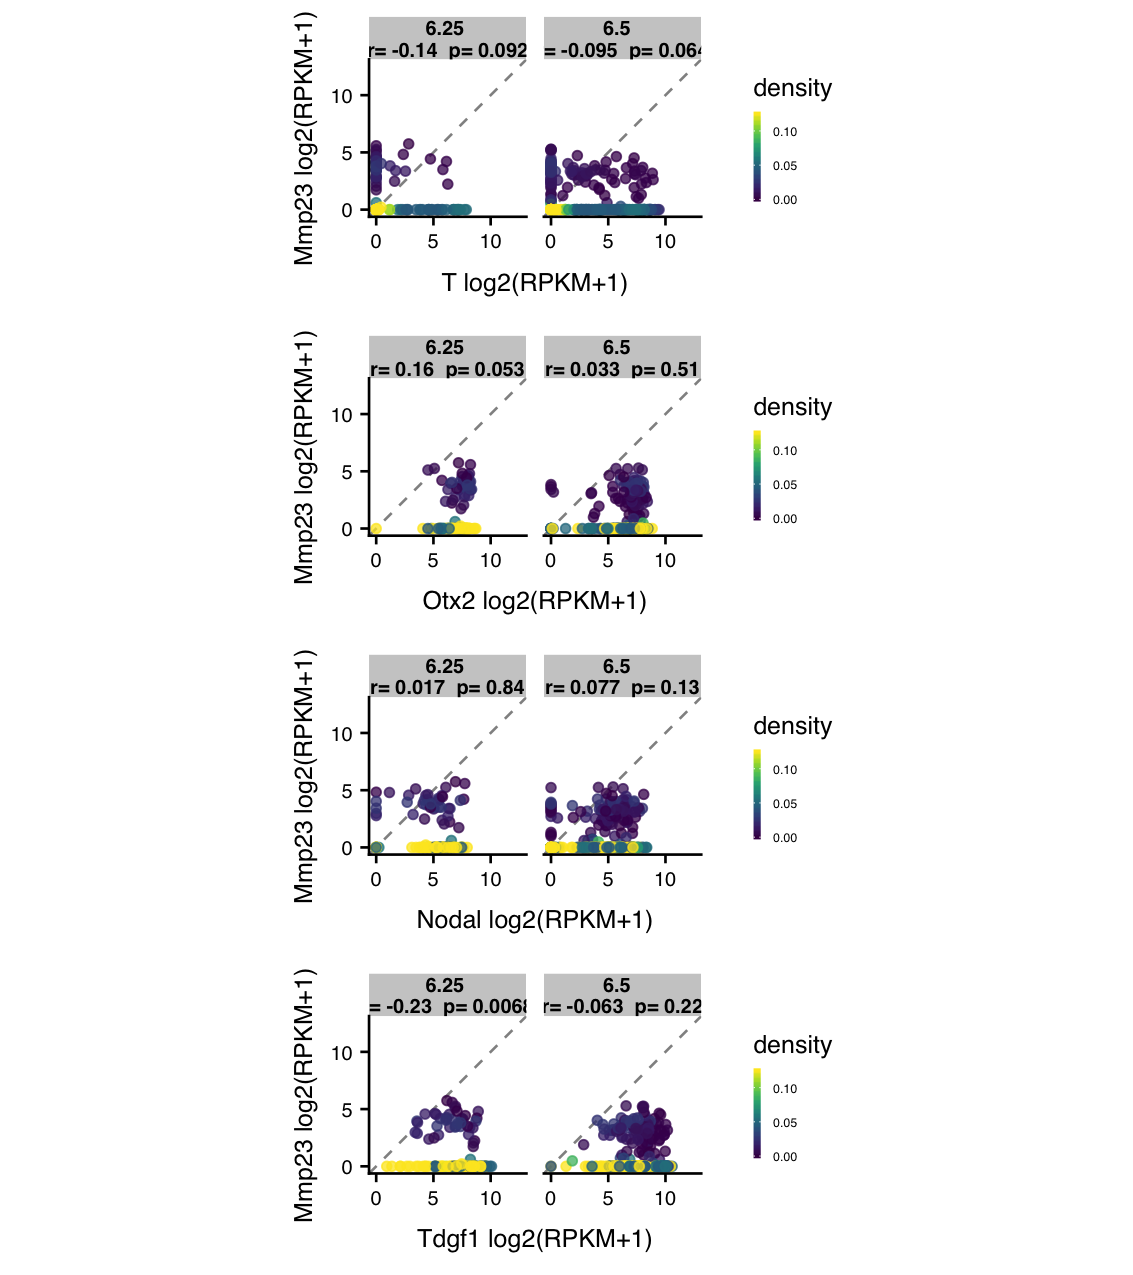 6.25
r= -0.14 p= 0.092
6.5
= -0.095 p= 0.064
Mmp23 log2(RPKM+1)
10
5
0
0 5 10
0 5 10
T log2(RPKM+1)
density
0.10
0.05
0.00
6.25
r= 0.16 p= 0.053
6.5
r= 0.033 p= 0.51
Mmp23 log2(RPKM+1)
10
5
0
0 5 10
0 5 10
Otx2 log2(RPKM+1)
density
0.10
0.05
0.00
6.25
r= 0.017 p= 0.84
6.5
r= 0.077 p= 0.13
Mmp23 log2(RPKM+1)
10
5
0
0 5 10
0 5 10
Nodal log2(RPKM+1)
density
0.10
0.05
0.00
6.25
= -0.23 p= 0.0068
6.5
r= -0.063 p= 0.22
Mmp23 log2(RPKM+1)
10
5
0
0 5 10
0 5 10
Tdgf1 log2(RPKM+1)
density
0.10
0.05
0.00